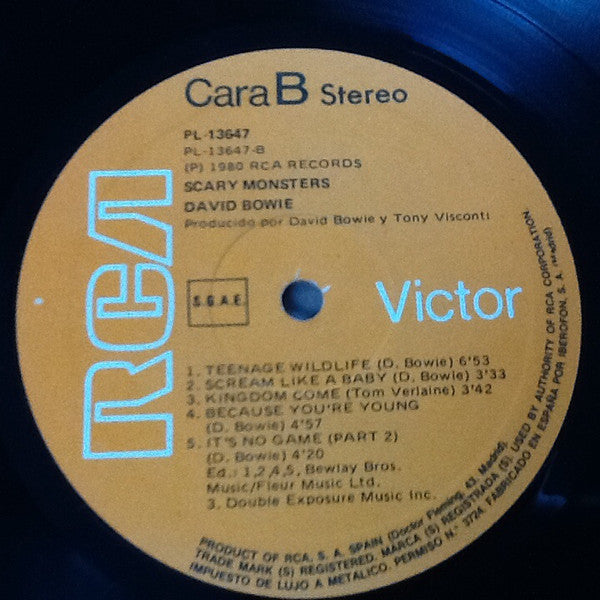 Cara B Stereo
PL-13647
PL-13647-B
(P) 1980 RCA RECORDS
SCARY MONSTERS
DAVID BOWIE
Producido por David Bowie y Tony Visconti
RCA
S.G.A.E.
Victor
1. TEENAGE WILDLIFE (D. Bowie) 6'53
2. SCREAM LIKE A BABY (D. Bowie) 3'33
3. KINGDOM COME (Tom Verlaine) 3'42
4. BECAUSE YOU'RE YOUNG
(D. Bowie) 4'57
5. IT'S NO GAME (PART 2)
(D. Bowie) 4'20
Ed.: 1,2,4,5, Bewlay Bros.
Music/Fleur Music Ltd.
3. Double Exposure Music Inc.
PRODUCT OF RCA, S. A. SPAIN (Doctor Fleming, 43. Madrid).
TRADE MARK (S) REGISTERED. MARCA (S) REGISTRADA (S). USED BY AUTHORITY OF RCA CORPORATION.
IMPUESTO DE LUJO A METALICO. PERMISO N.° 3724. FABRICADO EN ESPAÑA POR IBEROFON, S. A. (Madrid)